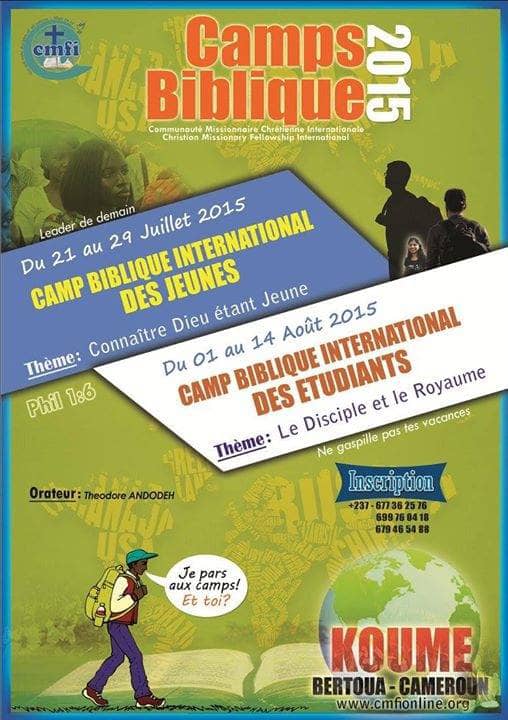 cmfi
Camps
Biblique
2015
Communauté Missionnaire Chrétienne Internationale
Christian Missionary Fellowship International
Leader de demain
Du 21 au 29 Juillet 2015
CAMP BIBLIQUE INTERNATIONAL
DES JEUNES
Thème: Connaître Dieu étant Jeune
Du 01 au 14 Août 2015
CAMP BIBLIQUE INTERNATIONAL
DES ETUDIANTS
Thème: Le Disciple et le Royaume
Phil 1:6
Ne gaspille pas tes vacances
Inscription
+237 - 677 36 25 76
699 76 04 18
679 46 54 88
Orateur: Theodore ANDODEH
Je pars
aux camps!
Et toi?
KOUME
BERTOUA - CAMEROUN
www.cmfionline.org